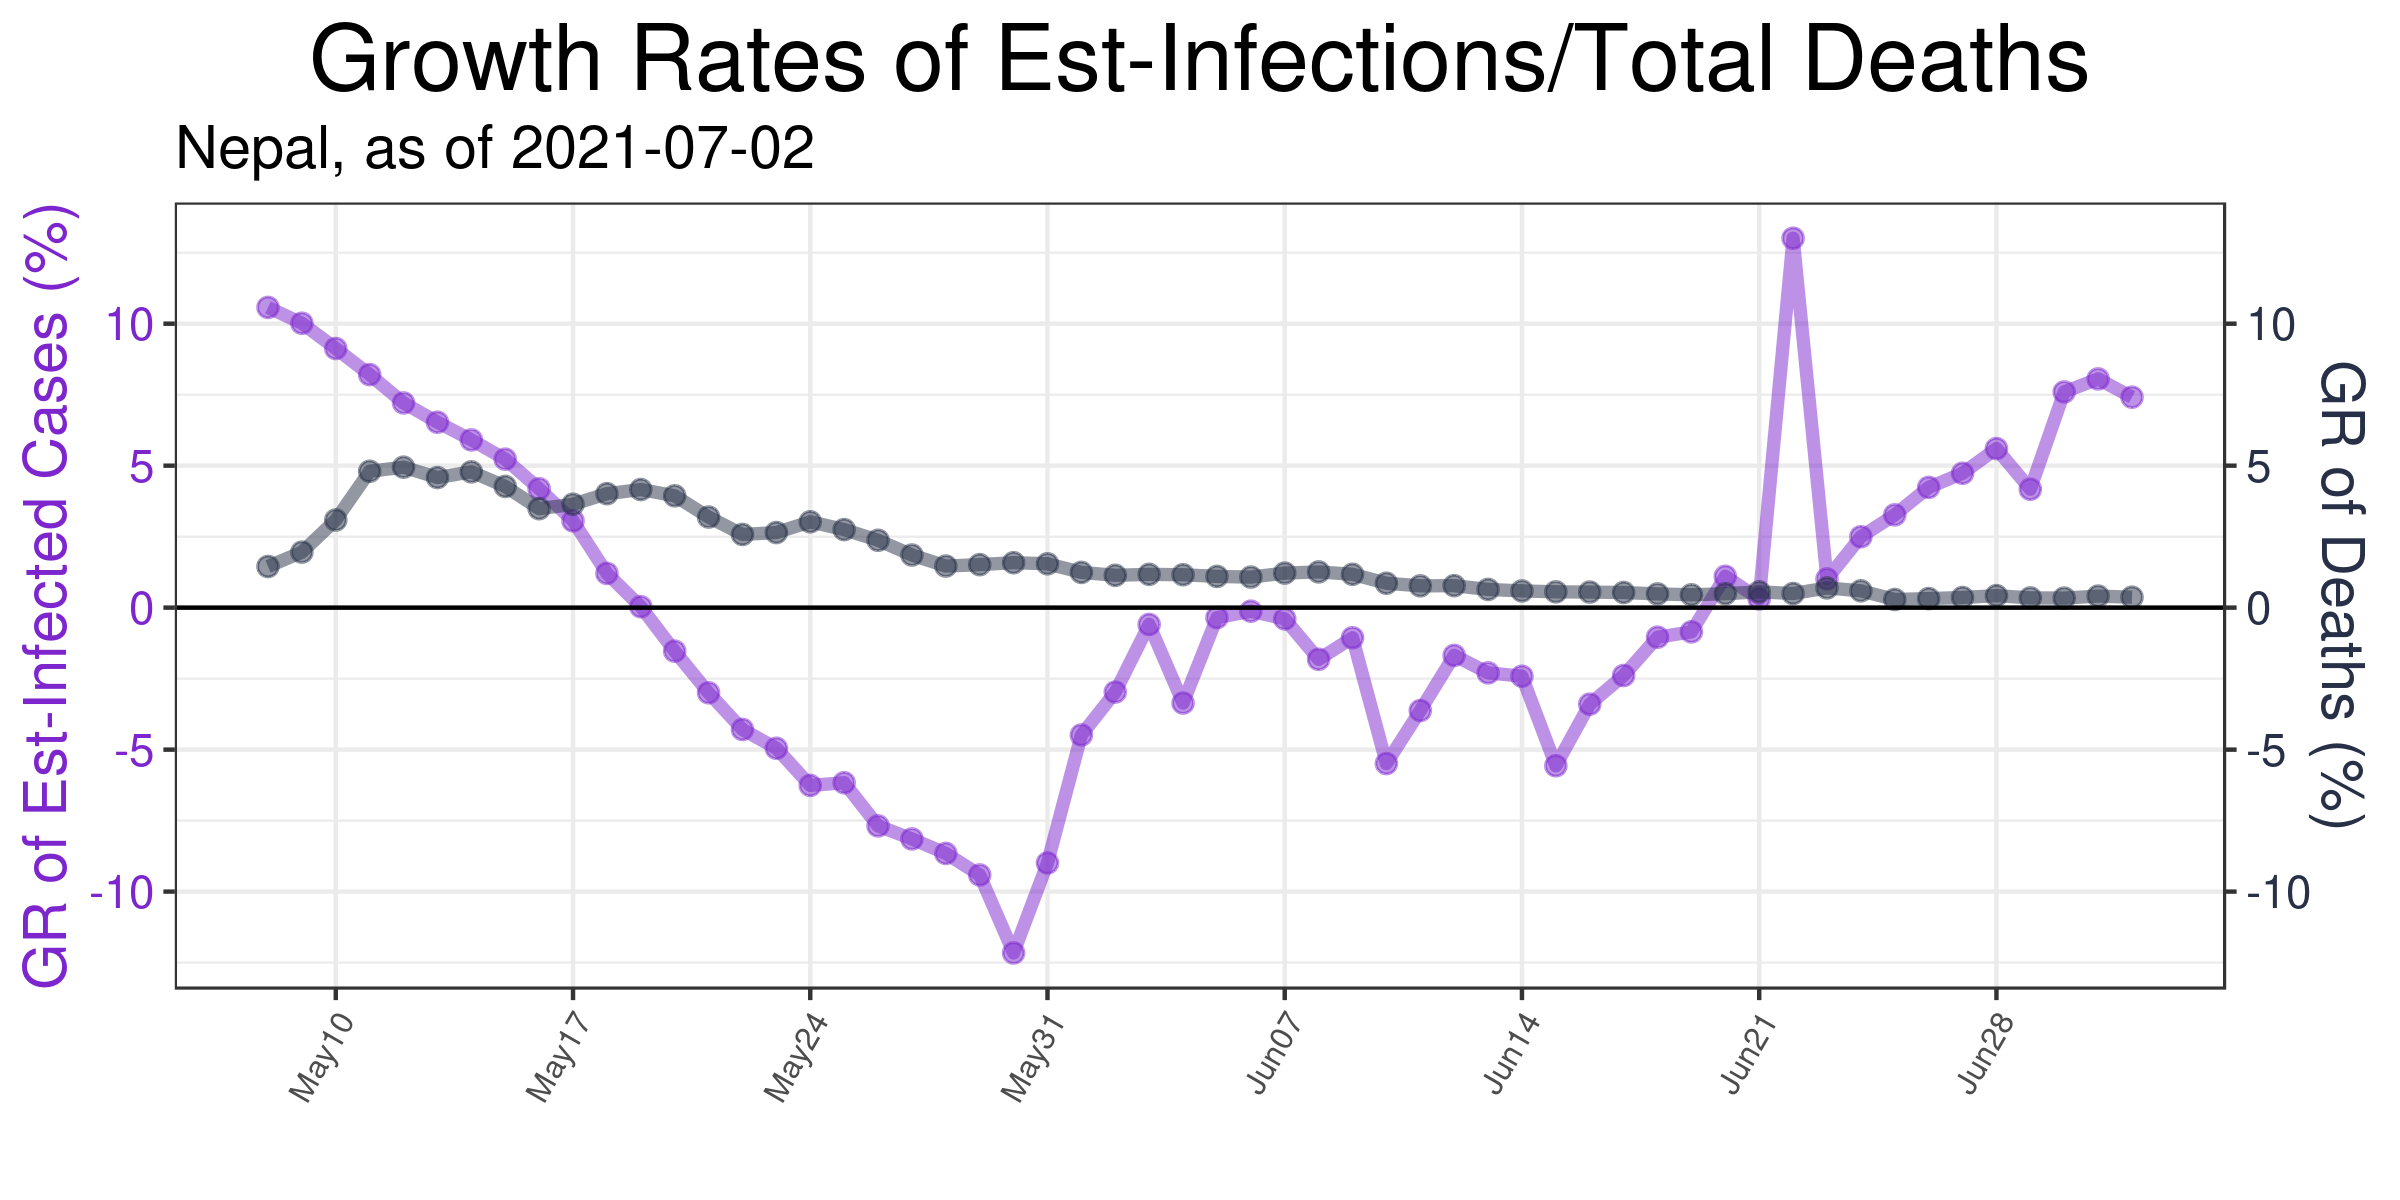 Growth Rates of Est-Infections/Total Deaths
Nepal, as of 2021-07-02
GR of Est-Infected Cases (%)
10
5
0
-5
-10
10
5
0
-5
-10
GR of Deaths (%)
May10
May17
May24
May31
Jun07
Jun14
Jun21
Jun28